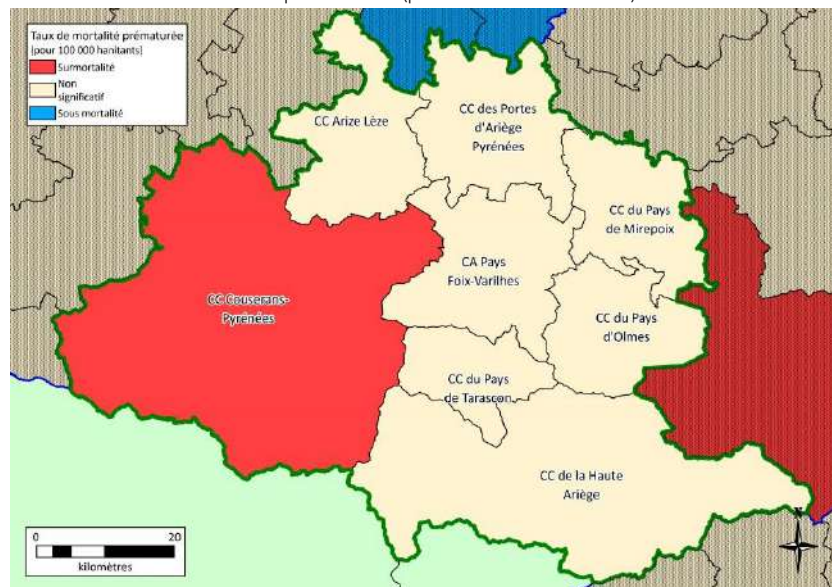 Taux de mortalité prématurée
(pour 100 000 hanitants)
Surmortalité
Non
significatif
Sous mortalité
CC Arize Lèze
CC des Portes
d'Ariège
Pyrénées
CC du Pays
de Mirepoix
CA Pays
Foix-Varilhes
CC Couserans-
Pyrénées
CC du Pays
d'Olmes
CC du Pays
de Tarascon
CC de la Haute
Ariège
N
0 20
kilomètres